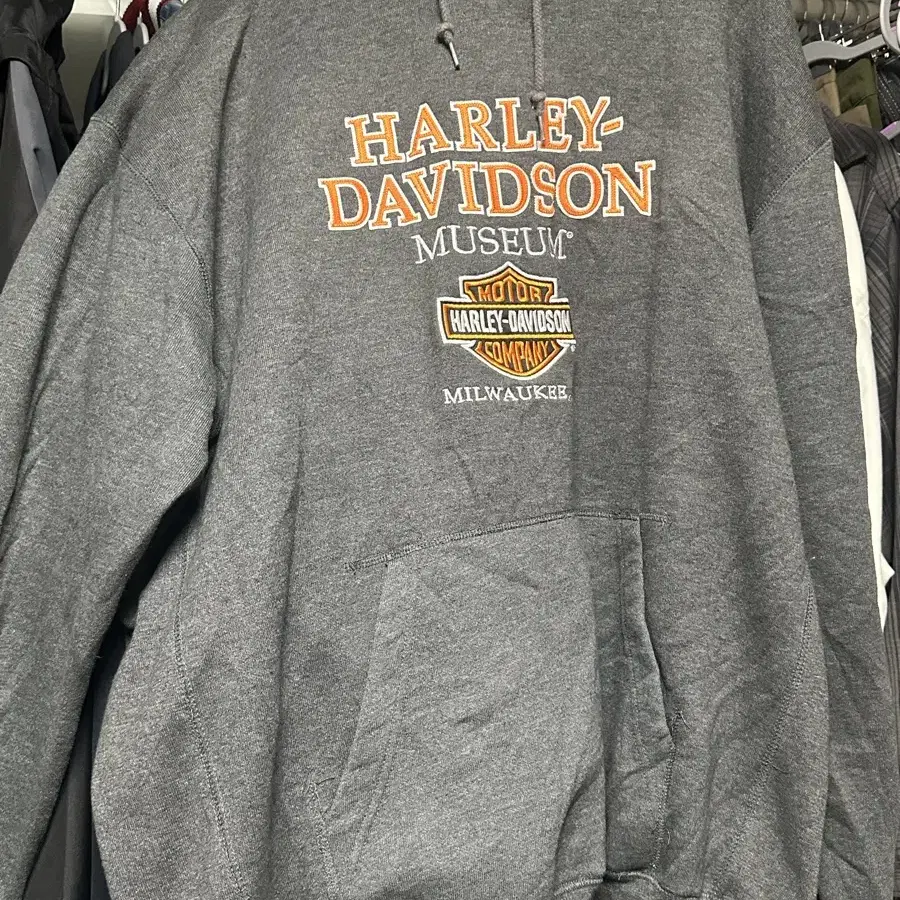 HARLEY-
DAVIDSON
MUSEUM®
MOTOR
HARLEY-DAVIDSON
COMPANY
MILWAUKEE